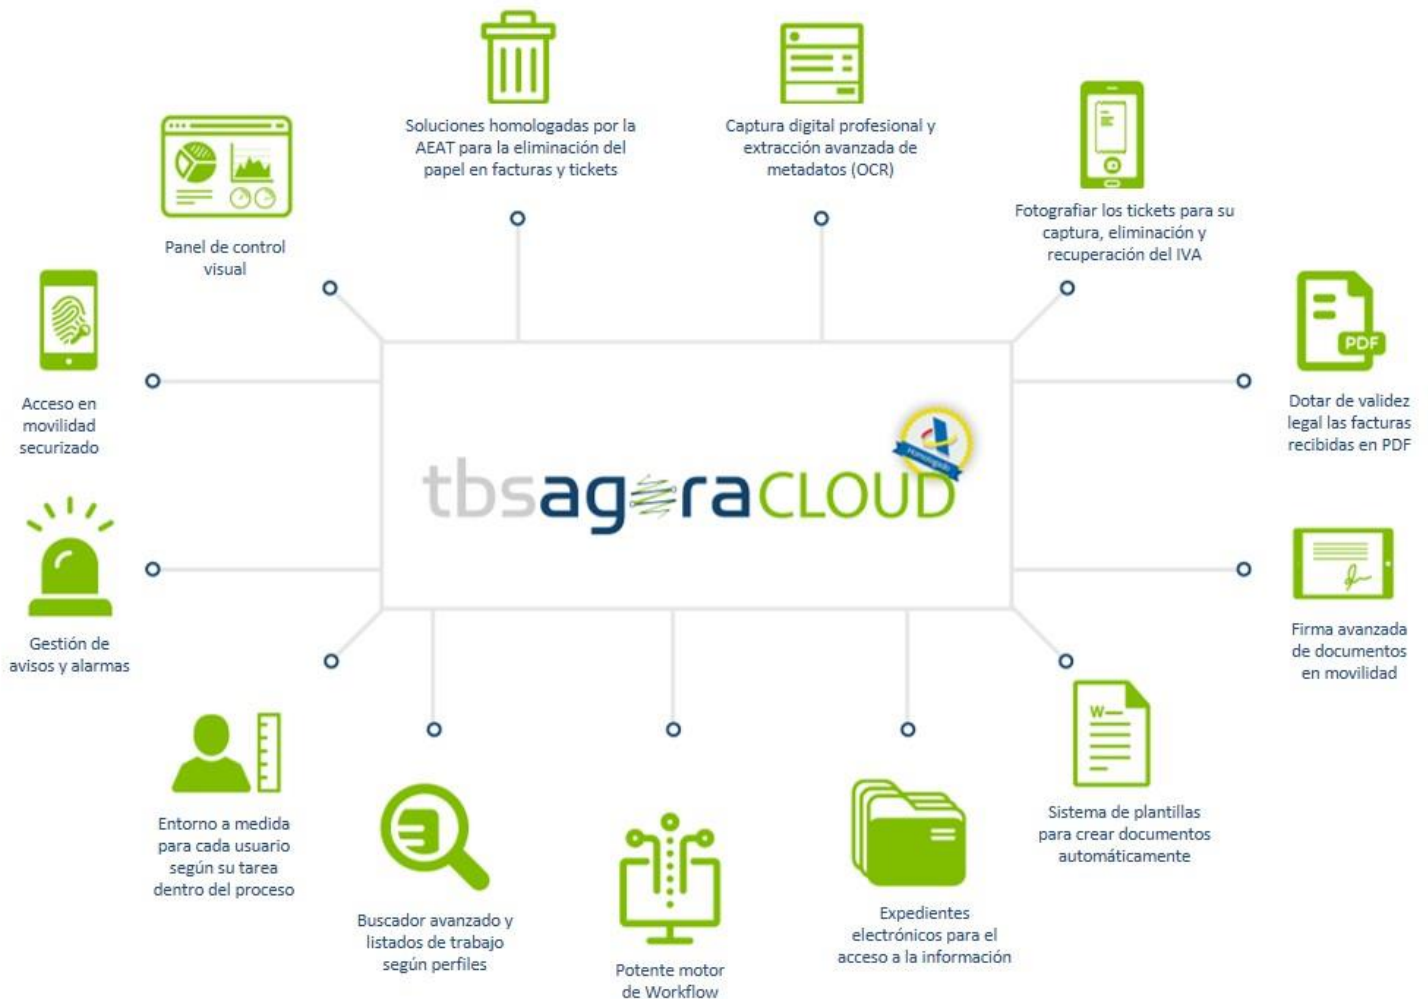 Soluciones homologadas por la
AEAT para la eliminación del
papel en facturas y tickets
Captura digital profesional y
extracción avanzada de
metadatos (OCR)
Fotografiar los tickets para su
captura, eliminación y
recuperación del IVA
Panel de control
visual
Acceso en
movilidad
securizado
PDF
Dotar de validez
legal las facturas
recibidas en PDF
Homologado
tbsagoraCLOUD
Gestión de
avisos y alarmas
Firma avanzada
de documentos
en movilidad
W
Entorno a medida
para cada usuario
según su tarea
dentro del proceso
Sistema de plantillas
para crear documentos
automáticamente
Buscador avanzado y
listados de trabajo
según perfiles
Potente motor
de Workflow
Expedientes
electrónicos para el
acceso a la información